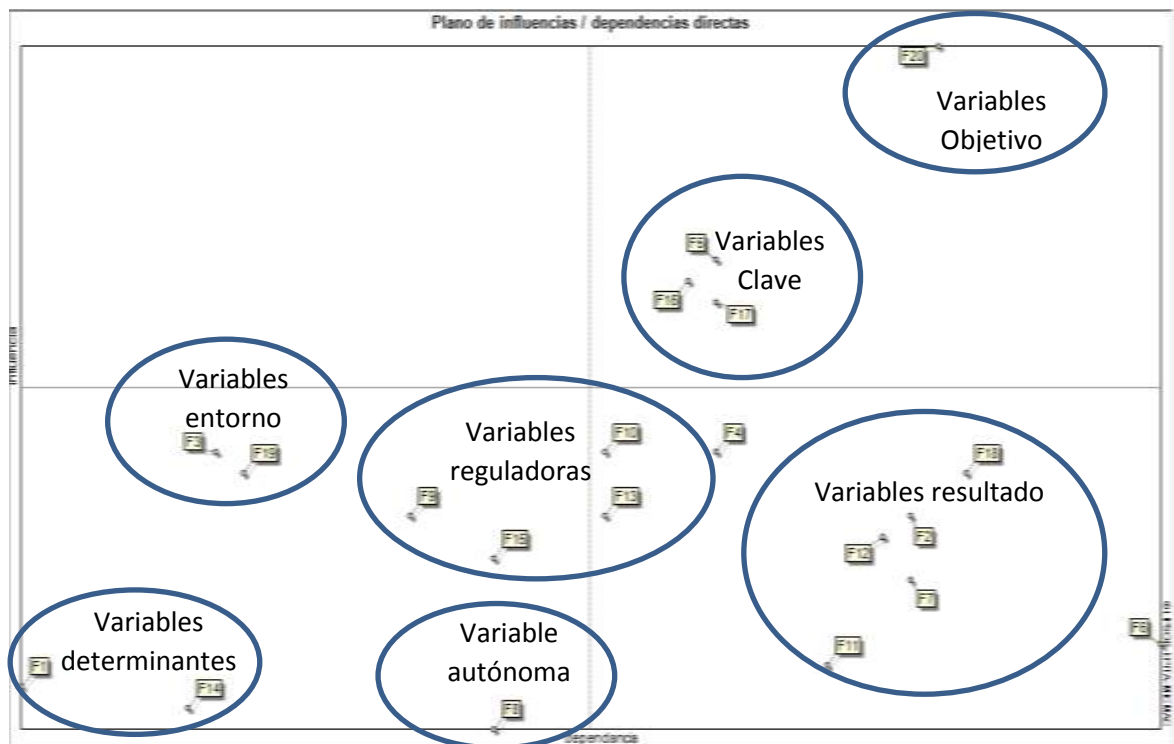 Plano de influencias / dependencias directas
F20
Variables
Objetivo
Variables
Clave
F16
F17
Influencia
Variables
entorno
F3
F19
Variables
reguladoras
F10
F4
F9
F13
F15
F18
Variables resultado
F2
F12
F7
F11
F6
Variables
determinantes
F1
F14
Variable
autónoma
F8
dependancia